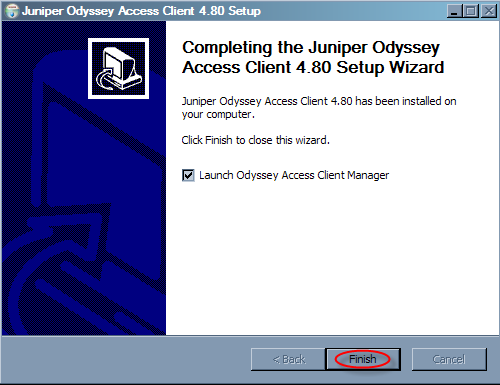 Juniper Odyssey Access Client 4.80 Setup
Completing the Juniper Odyssey
Access Client 4.80 Setup Wizard
Juniper Odyssey Access Client 4.80 has been installed on
your computer.
Click Finish to close this wizard.
Launch Odyssey Access Client Manager
< Back Finish Cancel